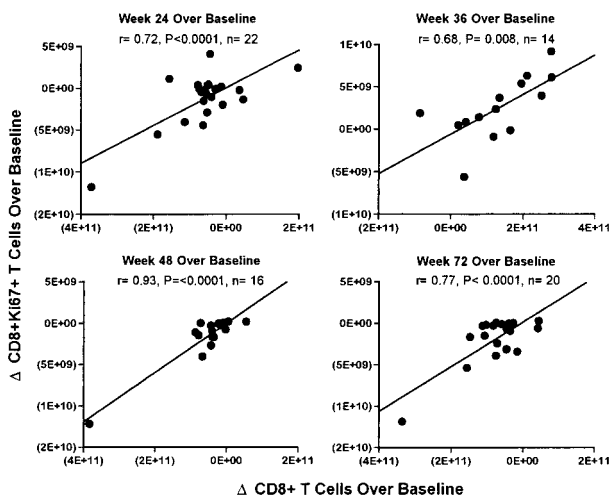 Week 24 Over Baseline
r= 0.72, P<0.0001, n= 22
5E+09
0E+00
(5E+09)
(1E+10)
(2E+10)
(4E+11)
(2E+11)
0E+00
2E+11
Week 36 Over Baseline
r= 0.68, P= 0.008, n= 14
1E+10
5E+09
0E+00
(5E+09)
(1E+10)
(4E+11)
(2E+11)
0E+00
2E+11
4E+11
Week 48 Over Baseline
r= 0.93, P=<0.0001, n= 16
5E+09
0E+00
(5E+09)
(1E+10)
(2E+10)
(4E+11)
(2E+11)
0E+00
2E+11
Week 72 Over Baseline
r= 0.77, P< 0.0001, n= 20
5E+09
0E+00
(5E+09)
(1E+10)
(2E+10)
(4E+11)
(2E+11)
0E+00
2E+11
Δ CD8+Ki67+ T Cells Over Baseline
Δ CD8+ T Cells Over Baseline